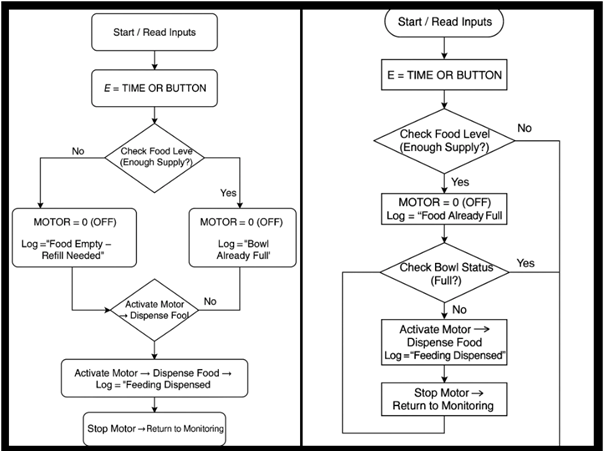 Start / Read Inputs
E = TIME OR BUTTON
Check Food Leve
(Enough Supply?)
No
Yes
MOTOR = 0 (OFF)
Log ="Food Empty –
Refill Needed"
MOTOR = 0 (OFF)
Log ="Bowl
Already Full'
Activate Motor
→ Dispense Fool
No
Activate Motor → Dispense Food →
Log = "Feeding Dispensed
Stop Motor → Return to Monitoring
Start / Read Inputs
E = TIME OR BUTTON
Check Food Level
(Enough Supply?)
No
Yes
MOTOR = 0 (OFF)
Log = “Food Already Full
Check Bowl Status
(Full?)
Yes
No
Activate Motor →
Dispense Food
Log="Feeding Dispensed"
Stop Motor →
Return to Monitoring